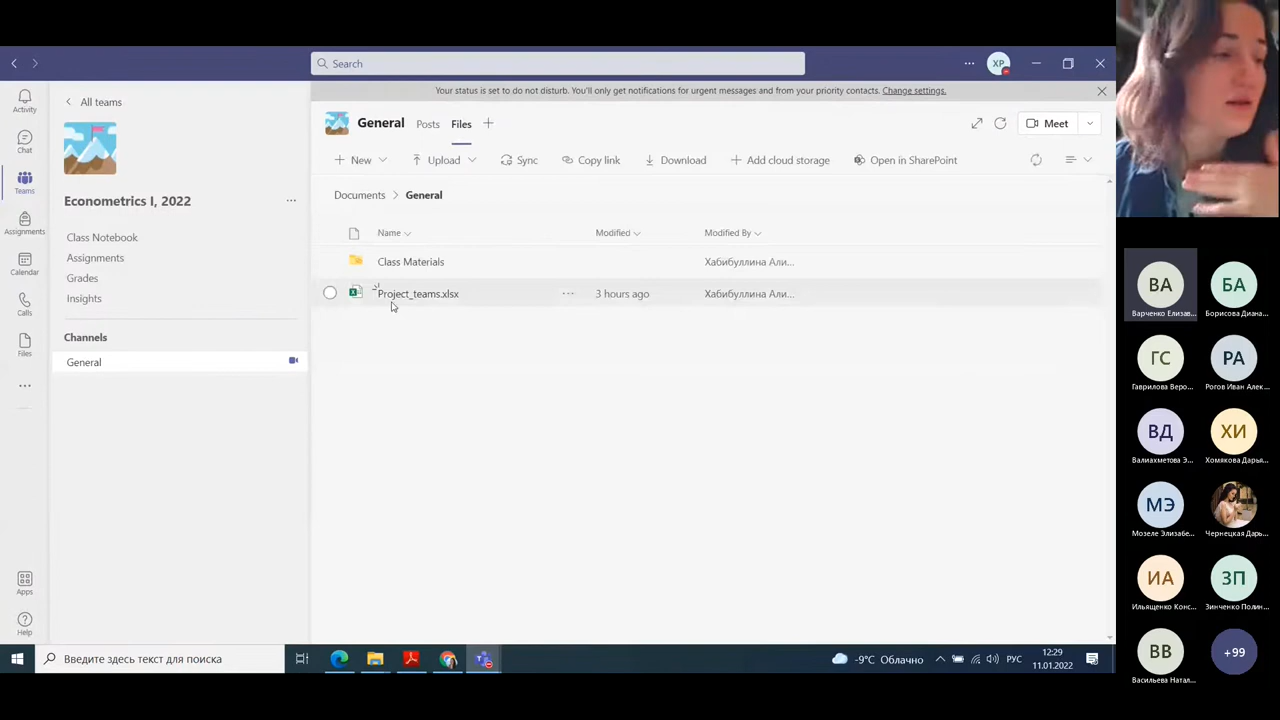 Search
ХР
Your status is set to do not disturb. You'll only get notifications for urgent messages and from your priority contacts. Change settings.
Activity
Chat
Teams
Assignments
Calendar
Calls
Files
Apps
Help
All teams
Econometrics I, 2022
Class Notebook
Assignments
Grades
Insights
Channels
General
General Posts Files
Meet
New Upload Sync Copy link Download Add cloud storage Open in SharePoint
Documents > General
Name Modified Modified By
Class Materials Хабибуллина Али...
Project_teams.xlsx 3 hours ago Хабибуллина Али...
ВА БА
Варченко Елизав... Борисова Диана...
ГС РА
Гаврилова Веро... Рогов Иван Алек...
ВД ХИ
Валиахметова Э... Хомякова Дарья...
МЭ
Мозеле Элизабе... Чернецкая Дарь...
ИА ЗП
Ильященко Конс... Зинченко Полин...
ВВ +99
Васильева Натал...
Введите здесь текст для поиска
-9°C Облачно
РУС
12:29
11.01.2022